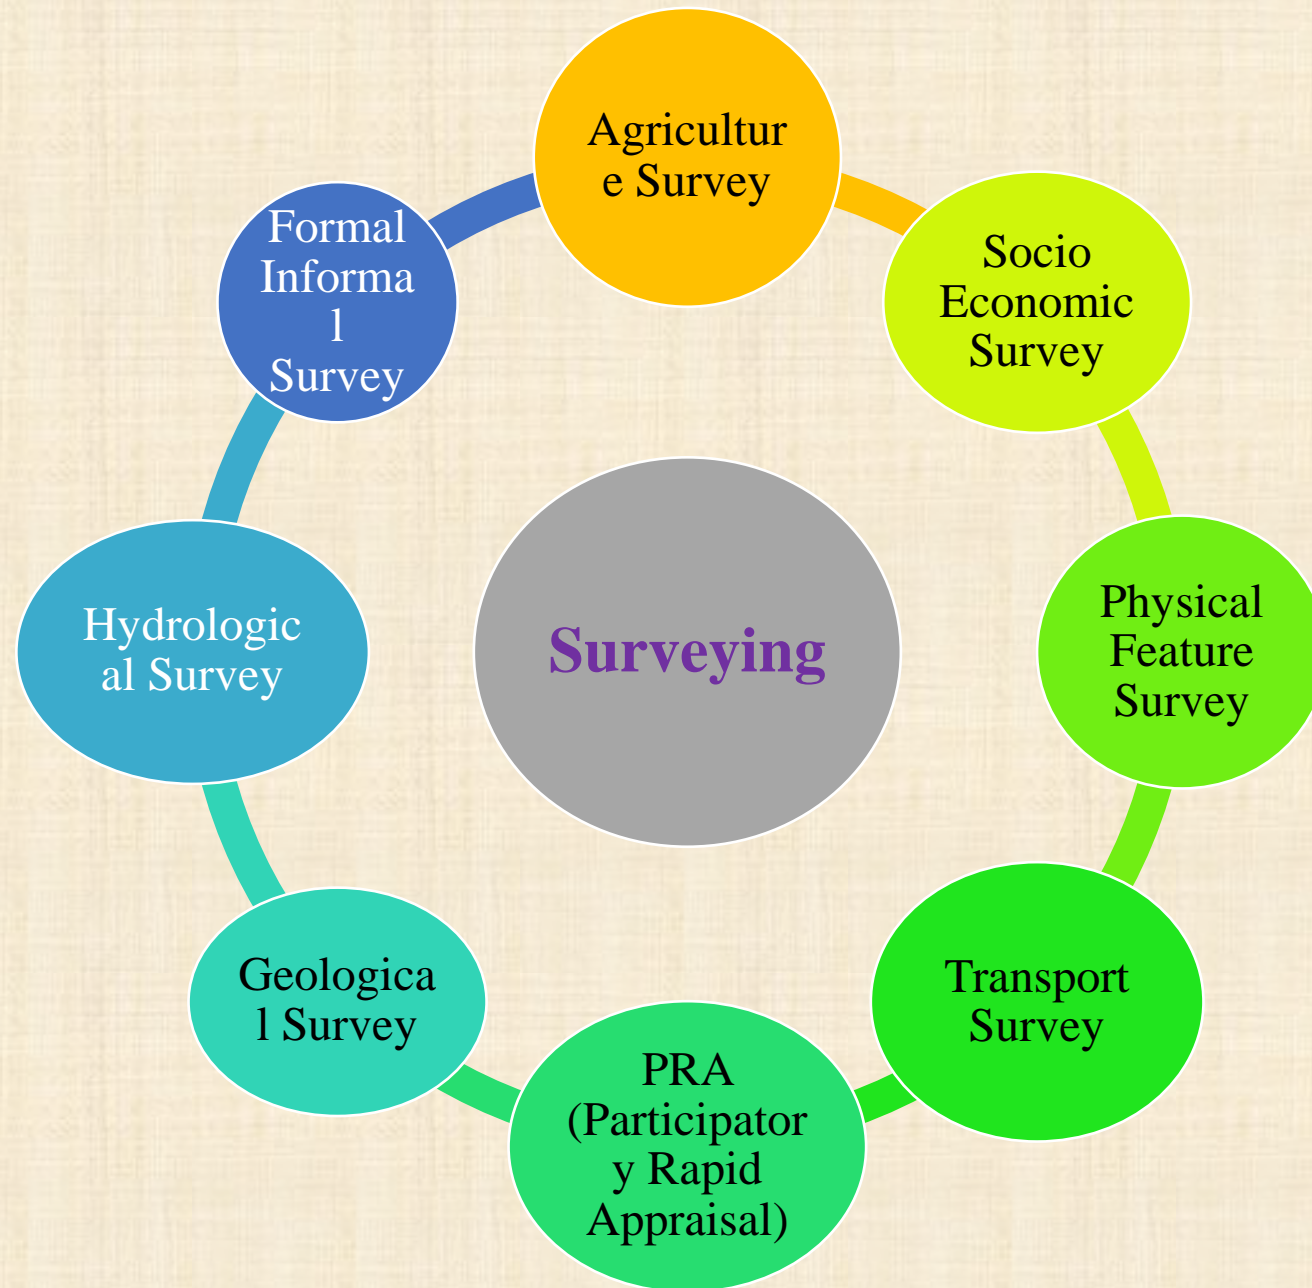 Agricultur
e Survey
Socio
Economic
Survey
Physical
Feature
Survey
Transport
Survey
PRA
(Participator
y Rapid
Appraisal)
Geologica
l Survey
Hydrologic
al Survey
Formal
Informa
l
Survey
Surveying